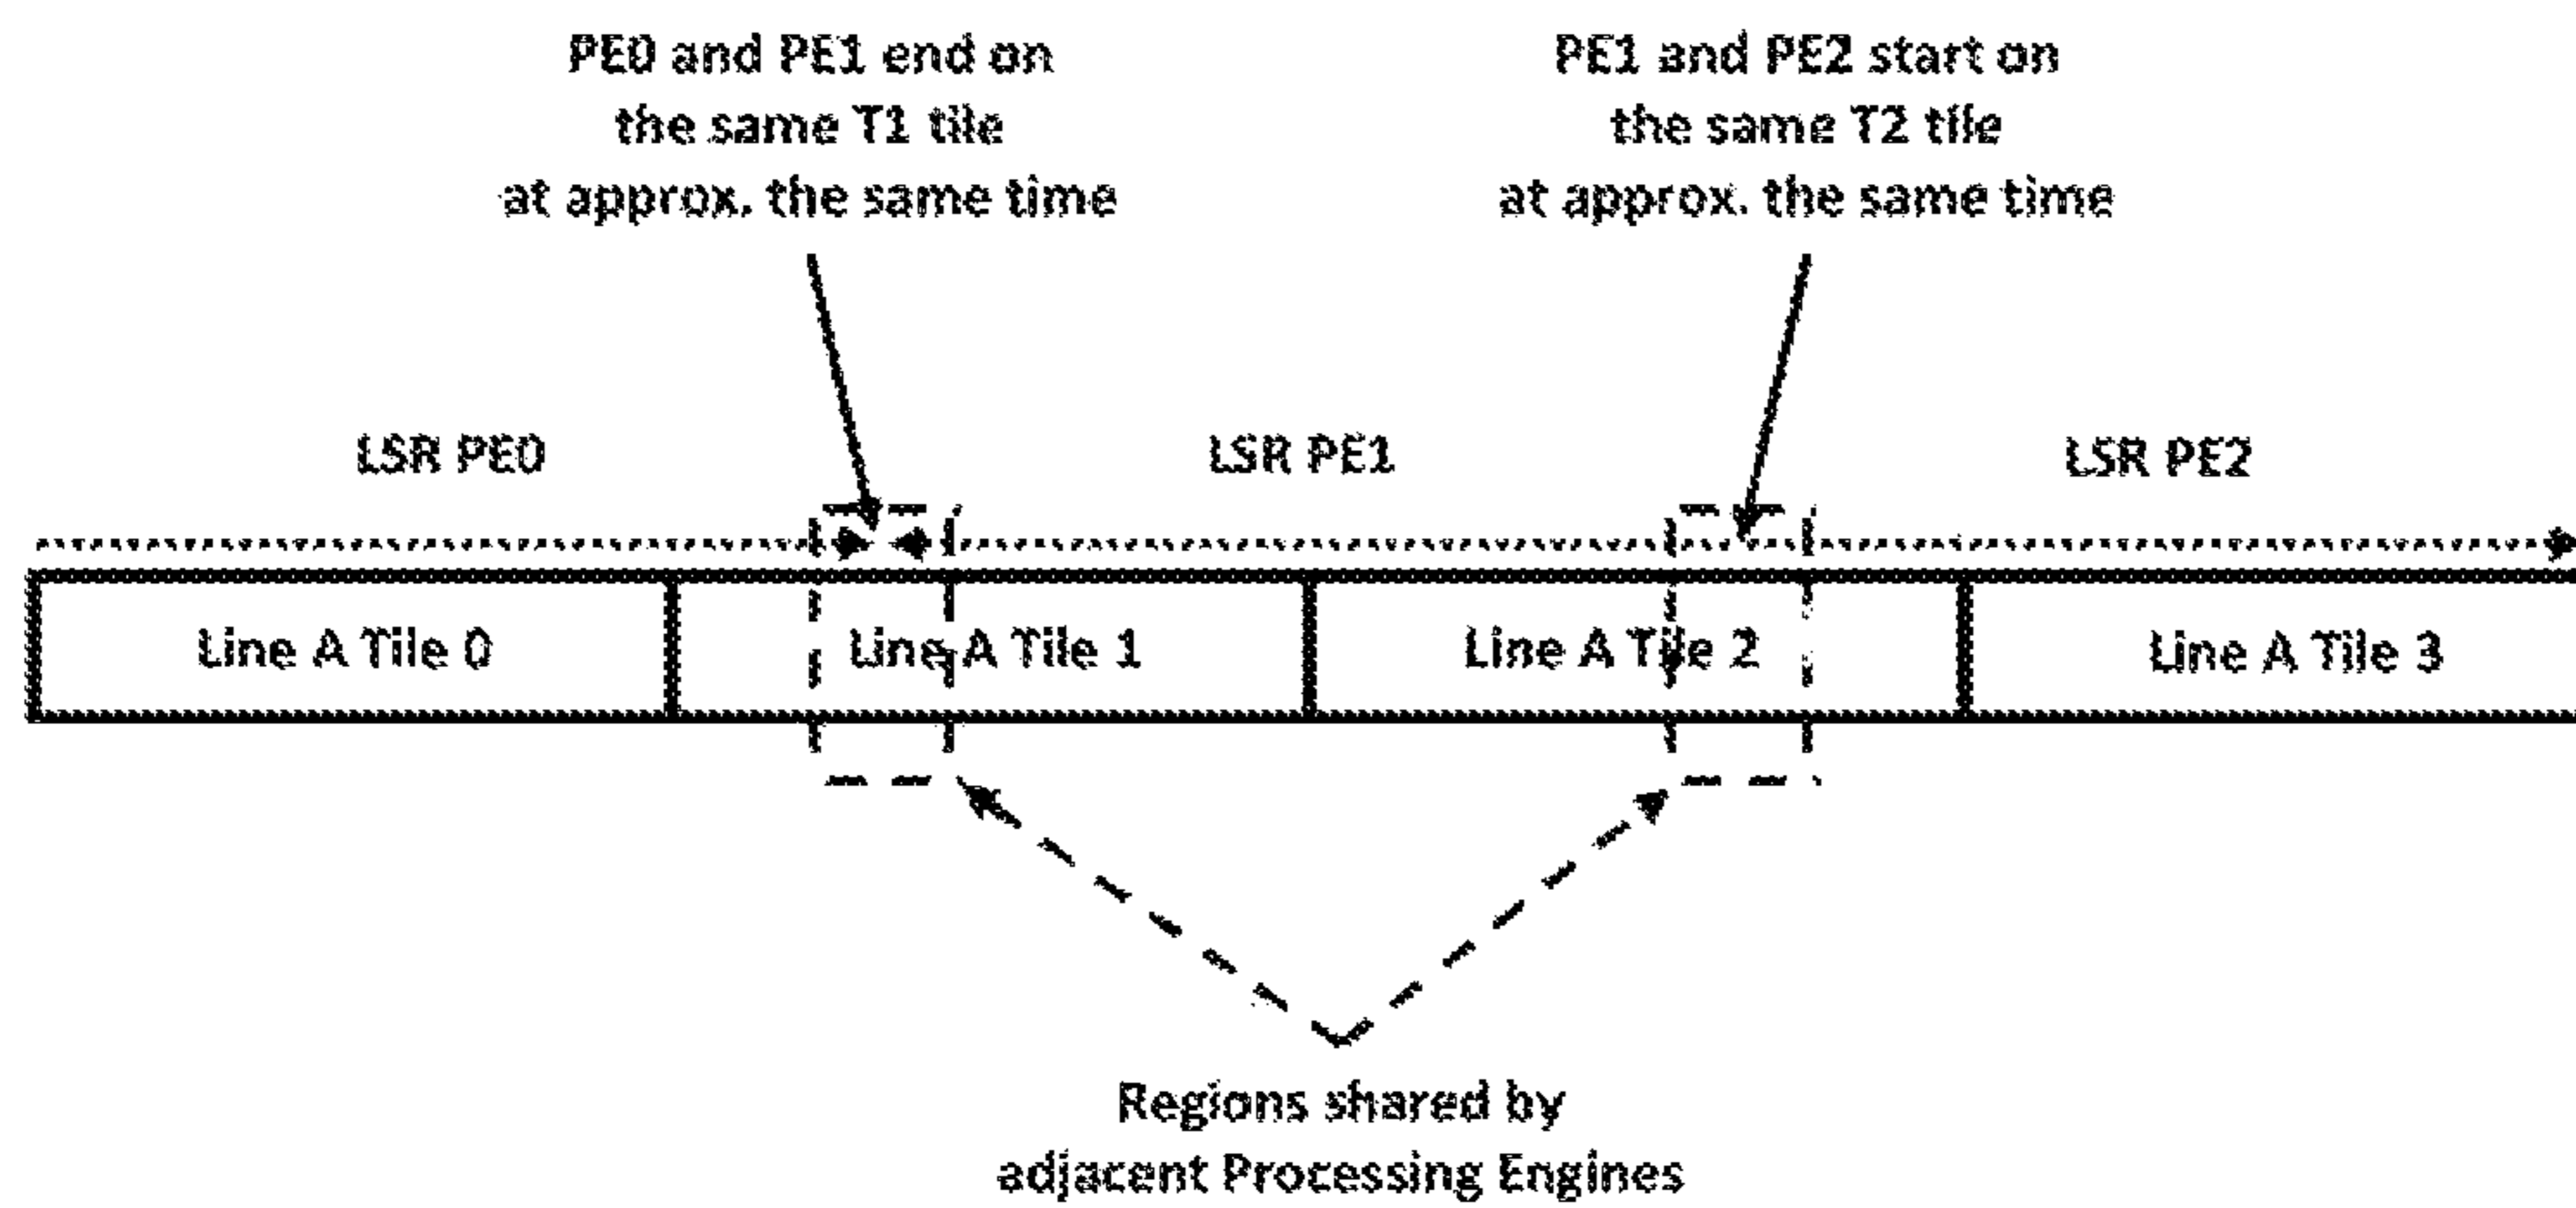 PE0 and PE1 end on
the same T1 tile
at approx. the same time
PE1 and PE2 start on
the same T2 tile
at approx. the same time
LSR PE0
LSR PE1
LSR PE2
Line A Tile 0
Line A Tile 1
Line A Tile 2
Line A Tile 3
Regions shared by
adjacent Processing Engines